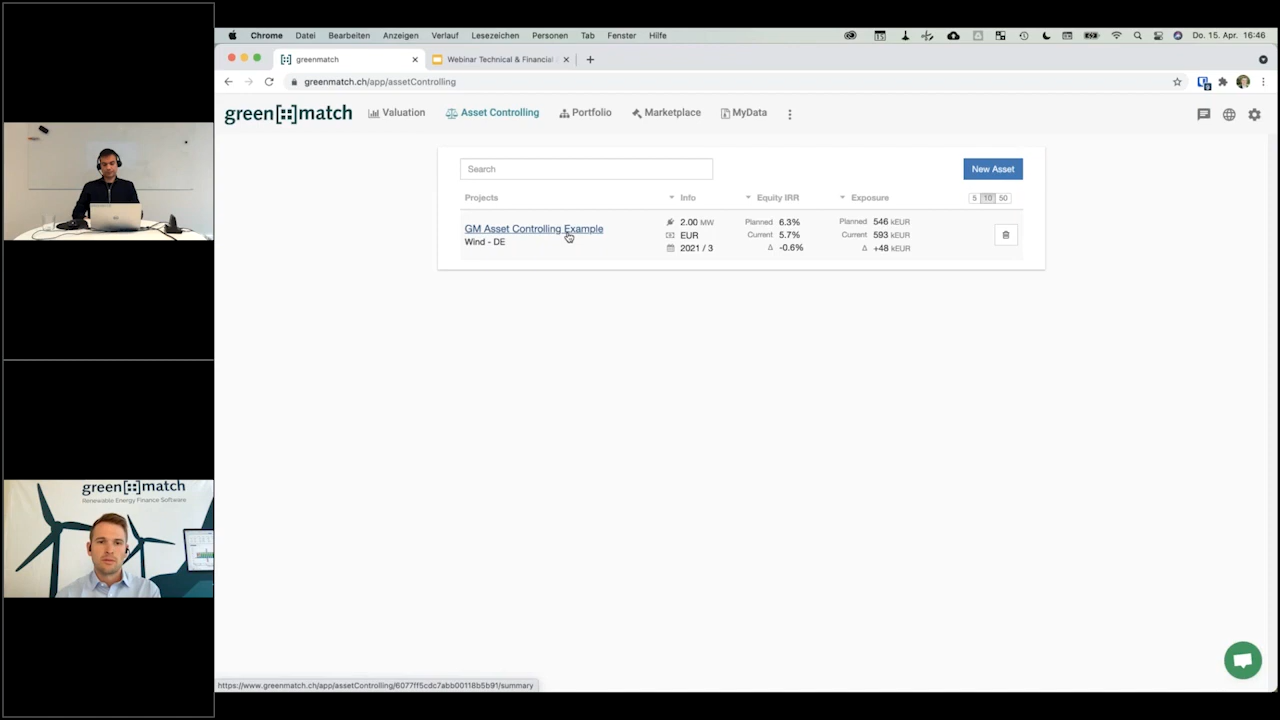 Chrome Datei Bearbeiten Anzeigen Verlauf Lesezeichen Personen Tab Fenster Hilfe Do. 15. Apr. 16:46
greenmatch Webinar Technical & Financial
greenmatch.ch/app/assetControlling
green[::]match Valuation Asset Controlling Portfolio Marketplace MyData
Search New Asset
Projects Info Equity IRR Exposure 5 10 50
GM Asset Controlling Example
Wind - DE
2.00 MW
EUR
2021 / 3
Planned 6.3%
Current 5.7%
Δ -0.6%
Planned 546 kEUR
Current 593 kEUR
Δ +48 kEUR
green[::]match
Renewable Energy Finance Software
https://www.greenmatch.ch/app/assetControlling/6077ff5cdc7abb00118b5b91/summary